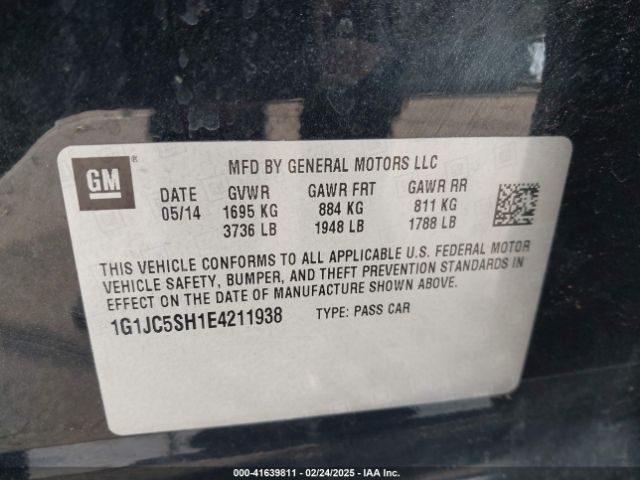 GM ®
MFD BY GENERAL MOTORS LLC
DATE GVWR GAWR FRT GAWR RR
05/14 1695 KG 884 KG 811 KG
3736 LB 1948 LB 1788 LB
THIS VEHICLE CONFORMS TO ALL APPLICABLE U.S. FEDERAL MOTOR
VEHICLE SAFETY, BUMPER, AND THEFT PREVENTION STANDARDS IN
EFFECT ON THE DATE OF MANUFACTURE SHOWN ABOVE.
1G1JC5SH1E4211938 TYPE: PASS CAR
000-41639811 - 02/24/2025 - IAA Inc.